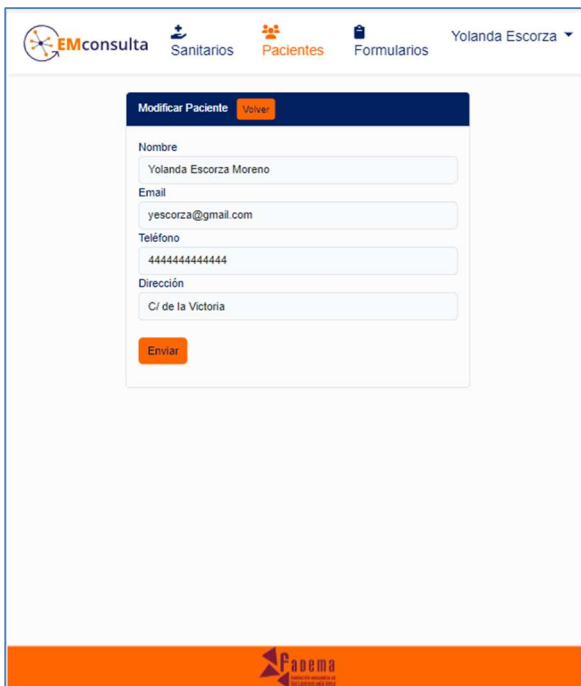 EMconsulta
Sanitarios
Pacientes
Formularios
Yolanda Escorza
Modificar Paciente Volver
Nombre
Yolanda Escorza Moreno
Email
yescorza@gmail.com
Teléfono
4444444444444
Dirección
C/ de la Victoria
Enviar
Fadema